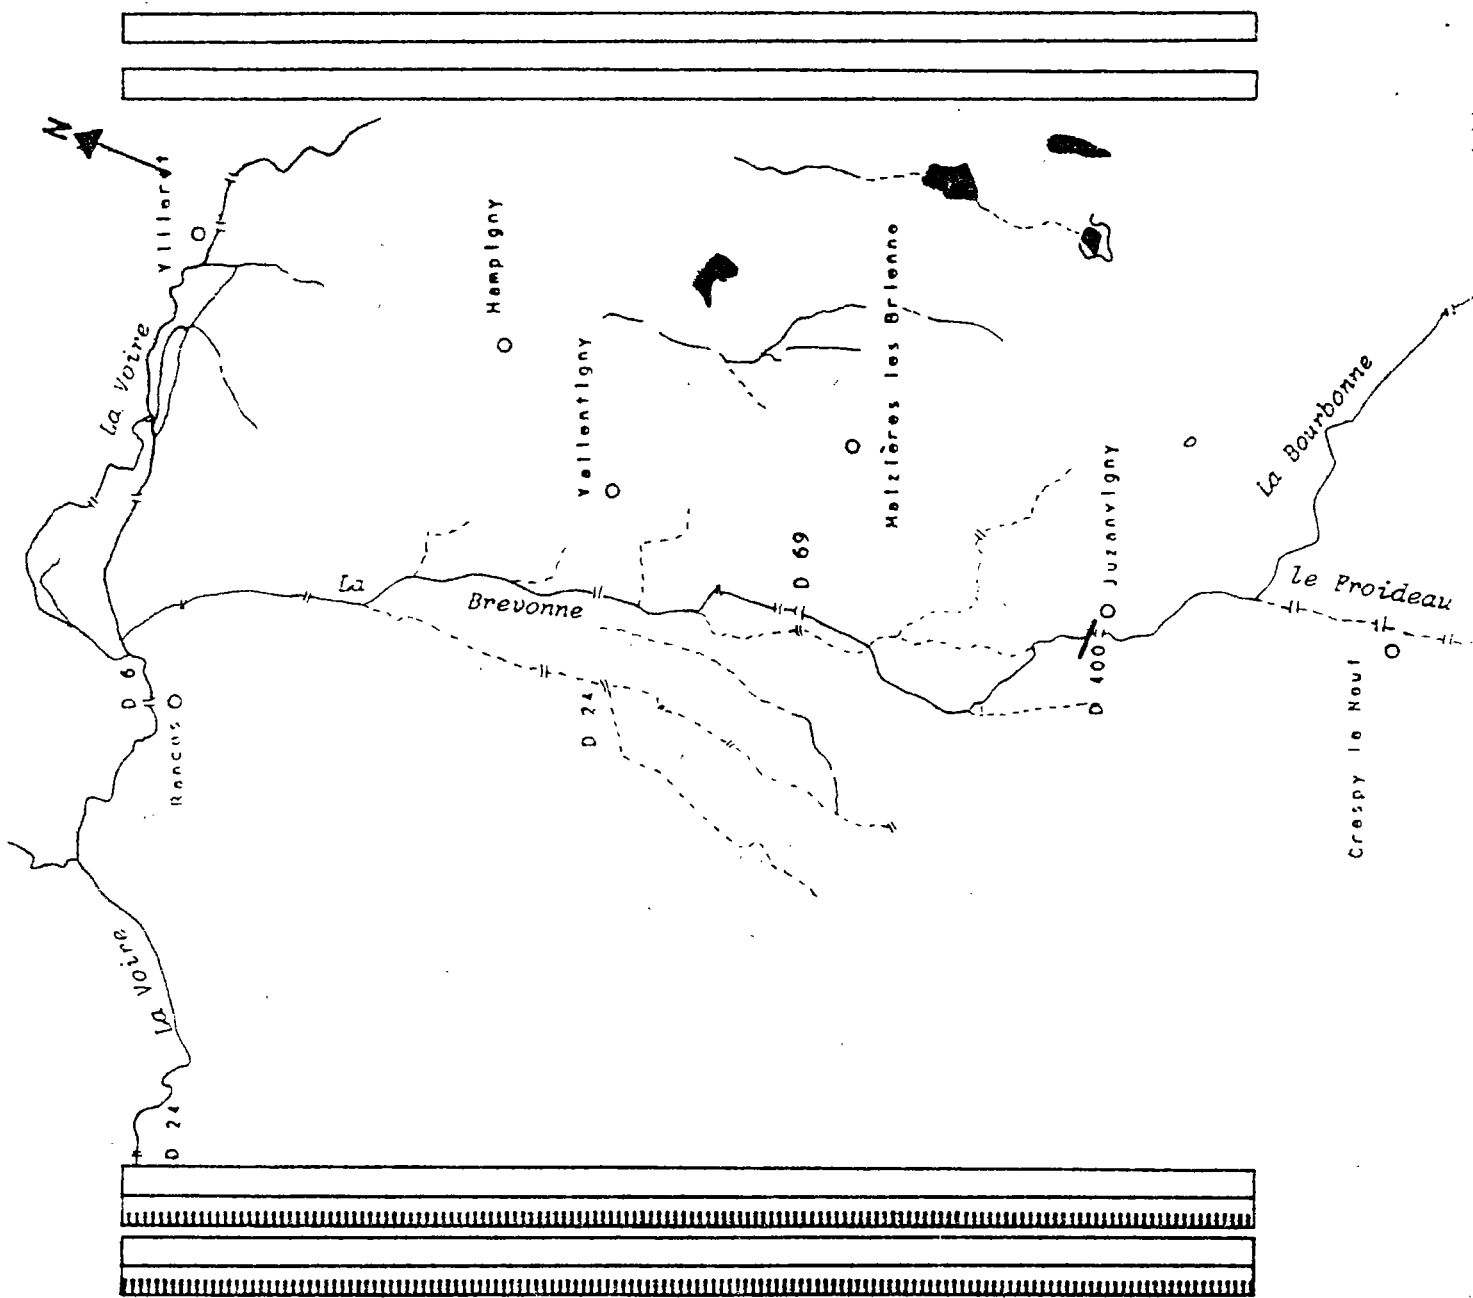 N
Villeret
La Voire
Hampigny
Vallentigny
Maizières les Brienne
La Bourbonne
Juzanvigny
D 69
La
Brevonne
le Froideau
D 6
Rances
D 24
D 400
Crespy le Neuf
La Voire
D 24